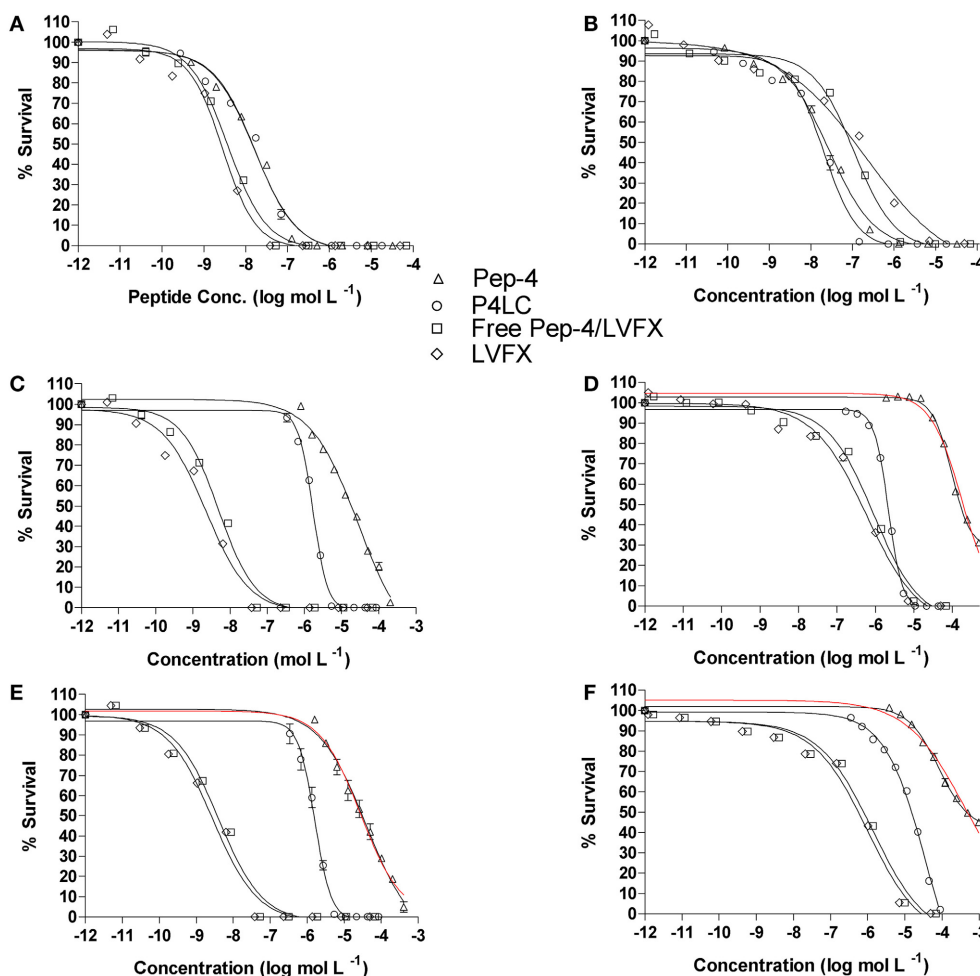 A
110
100
90
80
70
60
50
40
30
20
10
0
% Survival
-12 -11 -10 -9 -8 -7 -6 -5 -4
Peptide Conc. (log mol L -1)
B
110
100
90
80
70
60
50
40
30
20
10
0
% Survival
-12 -11 -10 -9 -8 -7 -6 -5 -4
Concentration (log mol L -1)
Pep-4
P4LC
Free Pep-4/LVFX
LVFX
C
110
100
90
80
70
60
50
40
30
20
10
0
% Survival
-12 -11 -10 -9 -8 -7 -6 -5 -4 -3
Concentration (mol L -1)
D
110
100
90
80
70
60
50
40
30
20
10
0
% Survival
-12 -11 -10 -9 -8 -7 -6 -5 -4 -3
Concentration (log mol L -1)
E
110
100
90
80
70
60
50
40
30
20
10
0
% Survival
-12 -11 -10 -9 -8 -7 -6 -5 -4 -3
Concentration (log mol L -1)
F
110
100
90
80
70
60
50
40
30
20
10
0
% Survival
-12 -11 -10 -9 -8 -7 -6 -5 -4 -3
Concentration (log mol L -1)